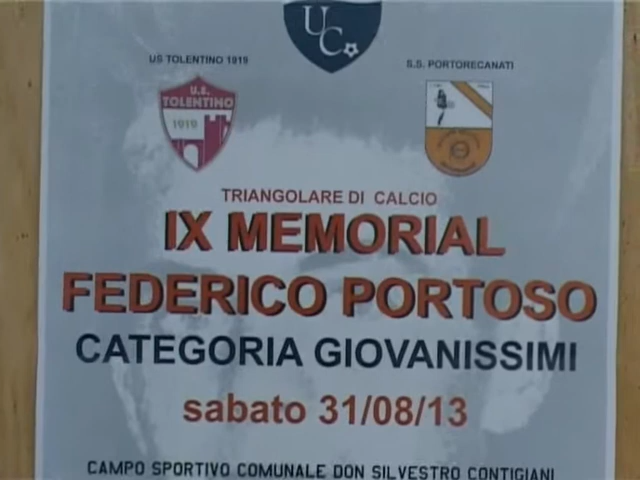 UC
US TOLENTINO 1919
S.S. PORTORECANATI
U.S.
TOLENTINO
1919
TRIANGOLARE DI CALCIO
IX MEMORIAL
FEDERICO PORTOSO
CATEGORIA GIOVANISSIMI
sabato 31/08/13
CAMPO SPORTIVO COMUNALE DON SILVESTRO CONTIGIANI